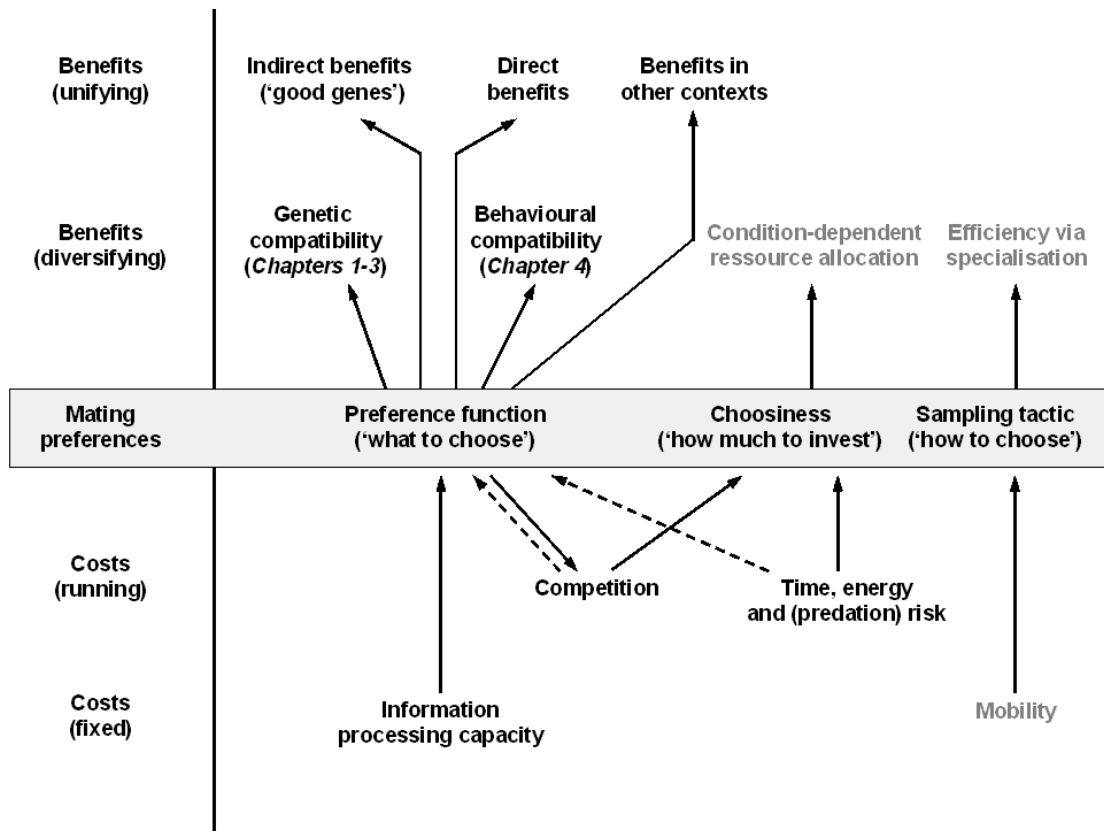 Benefits
(unifying)
Indirect benefits
(‘good genes’)
Direct
benefits
Benefits in
other contexts
Benefits
(diversifying)
Genetic
compatibility
(Chapters 1-3)
Behavioural
compatibility
(Chapter 4)
Condition-dependent
ressource allocation
Efficiency via
specialisation
Mating
preferences
Preference function
(‘what to choose’)
Choosiness
(‘how much to invest’)
Sampling tactic
(‘how to choose’)
Costs
(running)
Competition
Time, energy
and (predation) risk
Costs
(fixed)
Information
processing capacity
Mobility